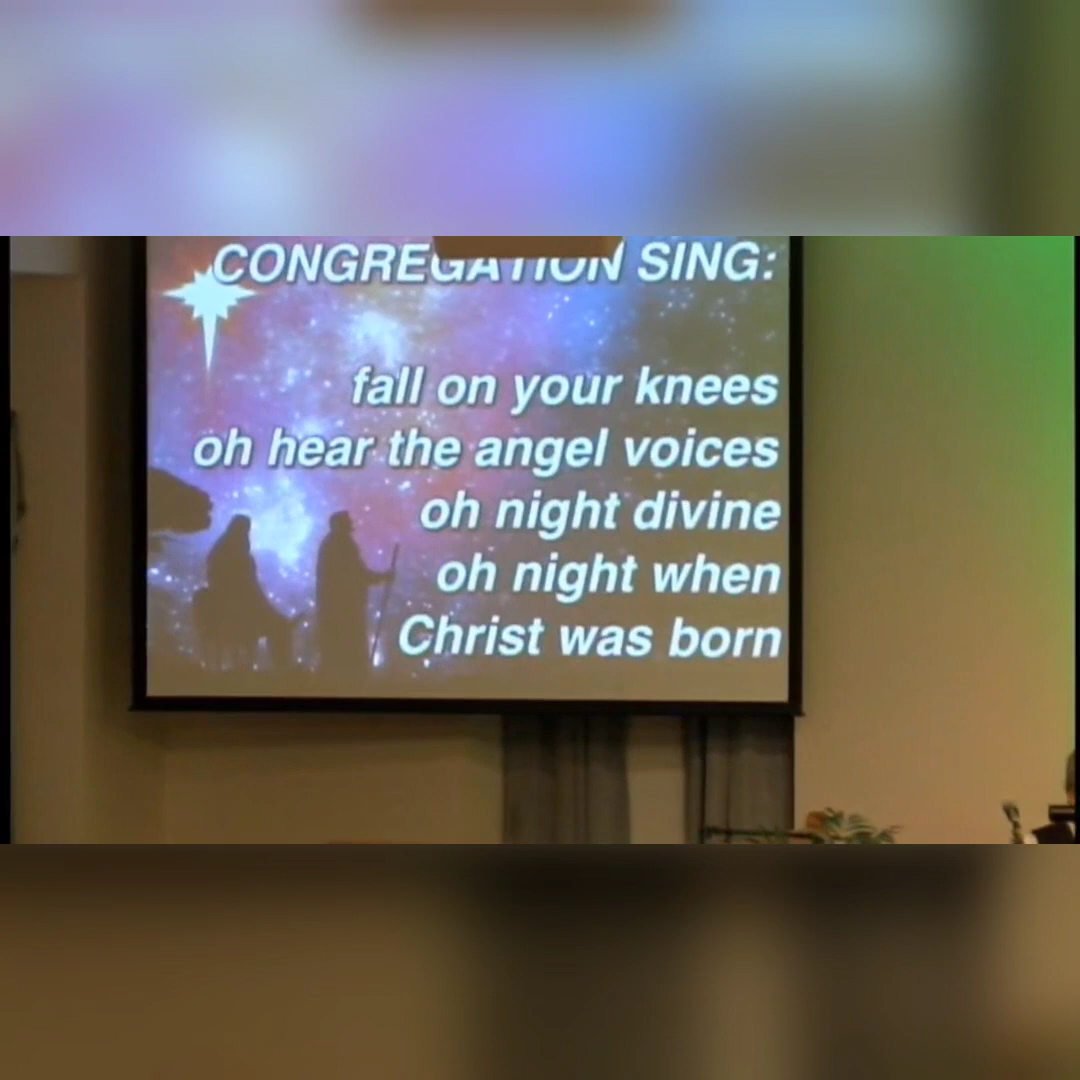 CONGREGATION SING:
fall on your knees
oh hear the angel voices
oh night divine
oh night when
Christ was born